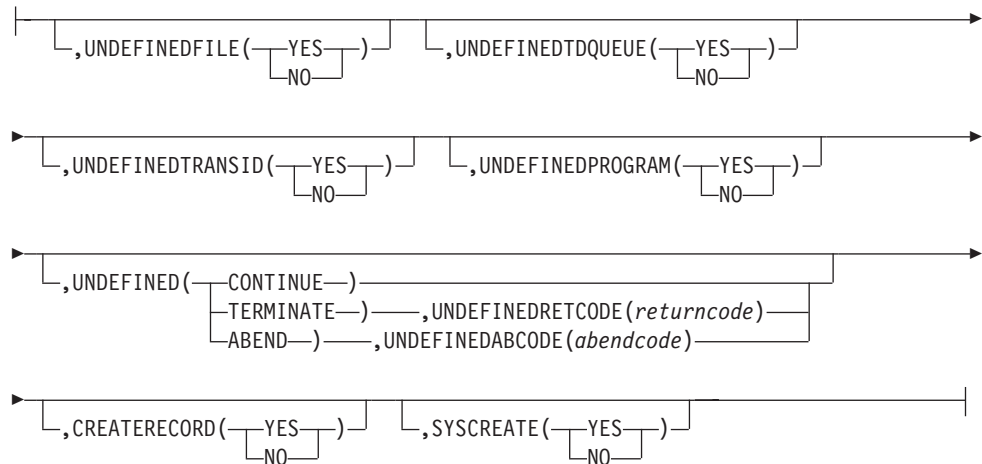 ,UNDEFINEDFILE( YES ) ,UNDEFINEDTDQUEUE( YES )
NO NO
,UNDEFINEDTRANSID( YES ) ,UNDEFINEDPROGRAM( YES )
NO NO
,UNDEFINED( CONTINUE )
TERMINATE ) ,UNDEFINEDRETCODE(returncode)
ABEND ) ,UNDEFINEDABCODE(abendcode)
,CREATERECORD( YES ) ,SYSCREATE( YES )
NO NO